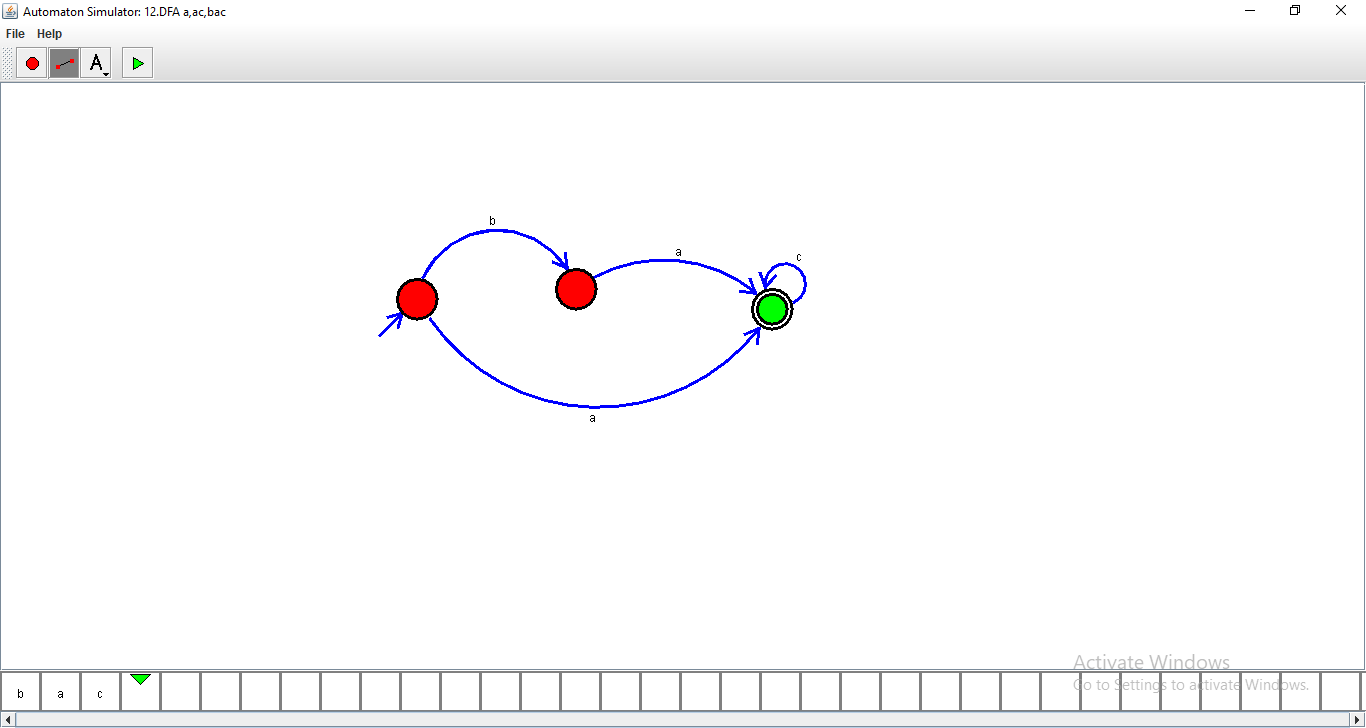 Automaton Simulator: 12.DFA a,ac,bac
File Help
A
b
a
c
a
Activate Windows
Go to Settings to activate Windows.
b a c